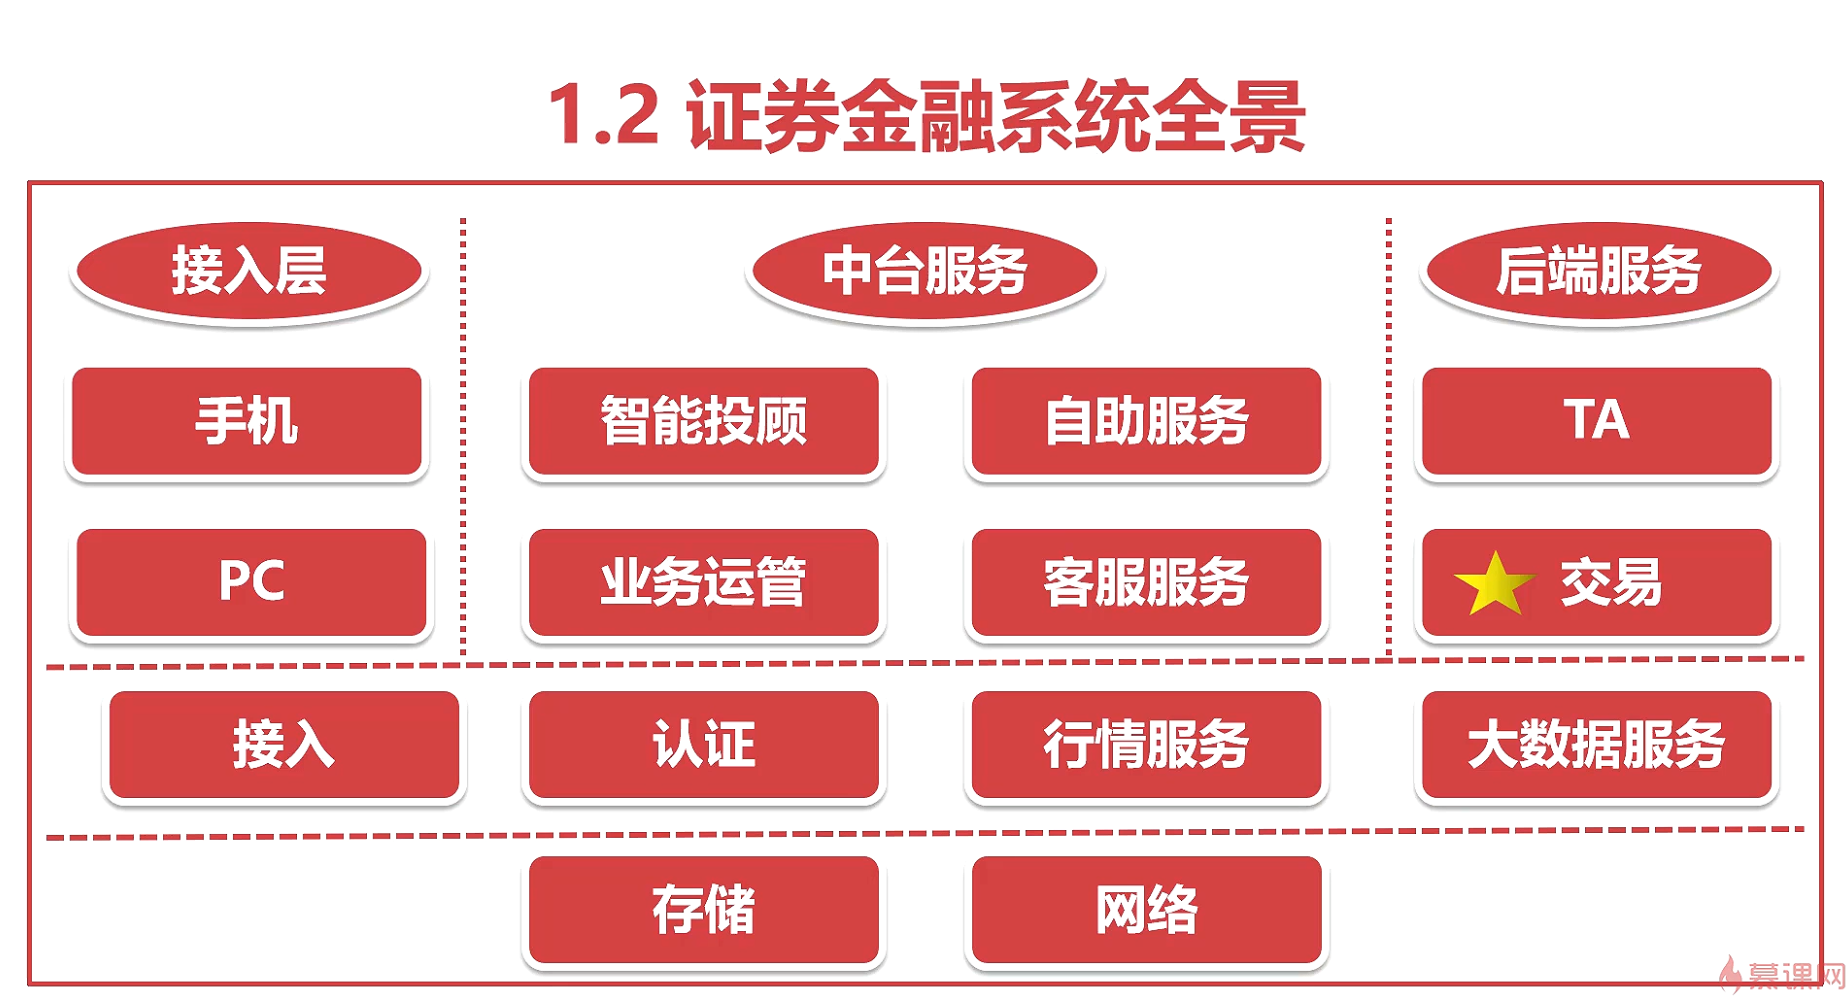 1.2 证券金融系统全景
接入层
中台服务
后端服务
手机
智能投顾
自助服务
TA
PC
业务运管
客服服务
交易
接入
认证
行情服务
大数据服务
存储
网络
慕课网